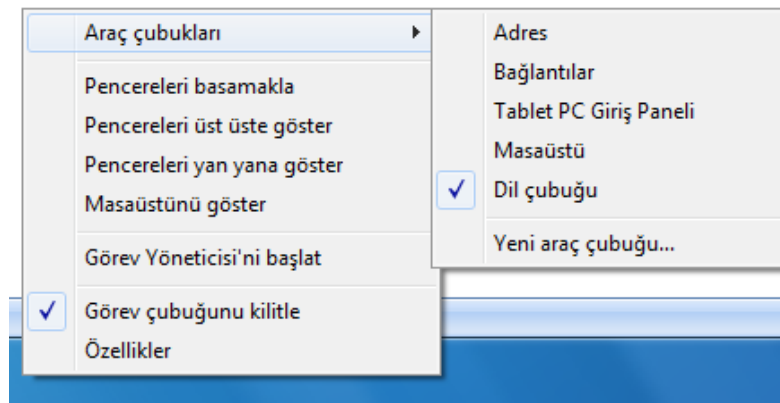 Araç çubukları
Pencereleri basamakla
Pencereleri üst üste göster
Pencereleri yan yana göster
Masaüstünü göster
Görev Yöneticisi'ni başlat
Görev çubuğunu kilitle
Özellikler
Adres
Bağlantılar
Tablet PC Giriş Paneli
Masaüstü
Dil çubuğu
Yeni araç çubuğu...